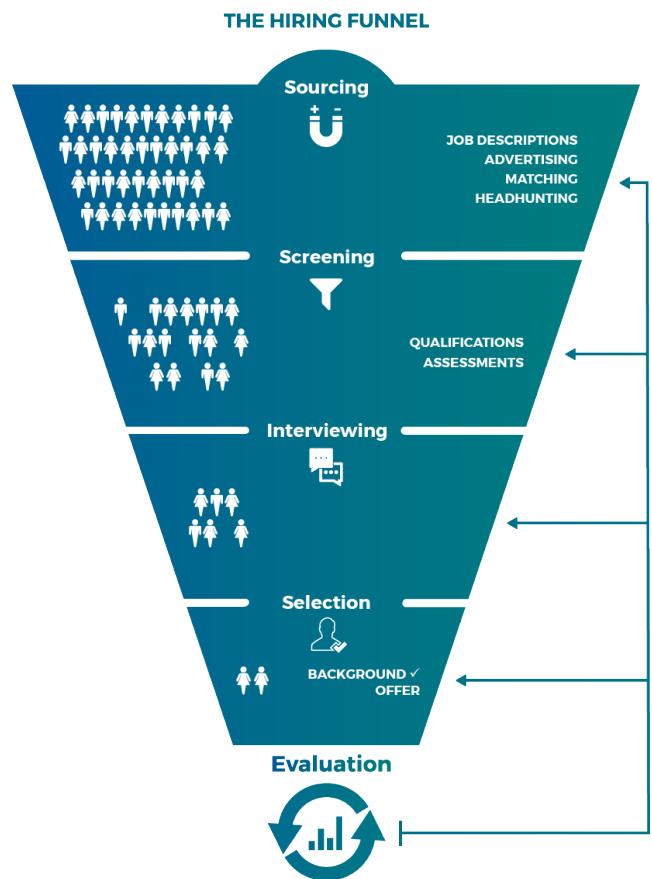 THE HIRING FUNNEL
Sourcing
+ -
JOB DESCRIPTIONS
ADVERTISING
MATCHING
HEADHUNTING
Screening
QUALIFICATIONS
ASSESSMENTS
Interviewing
Selection
BACKGROUND ✓
OFFER
Evaluation